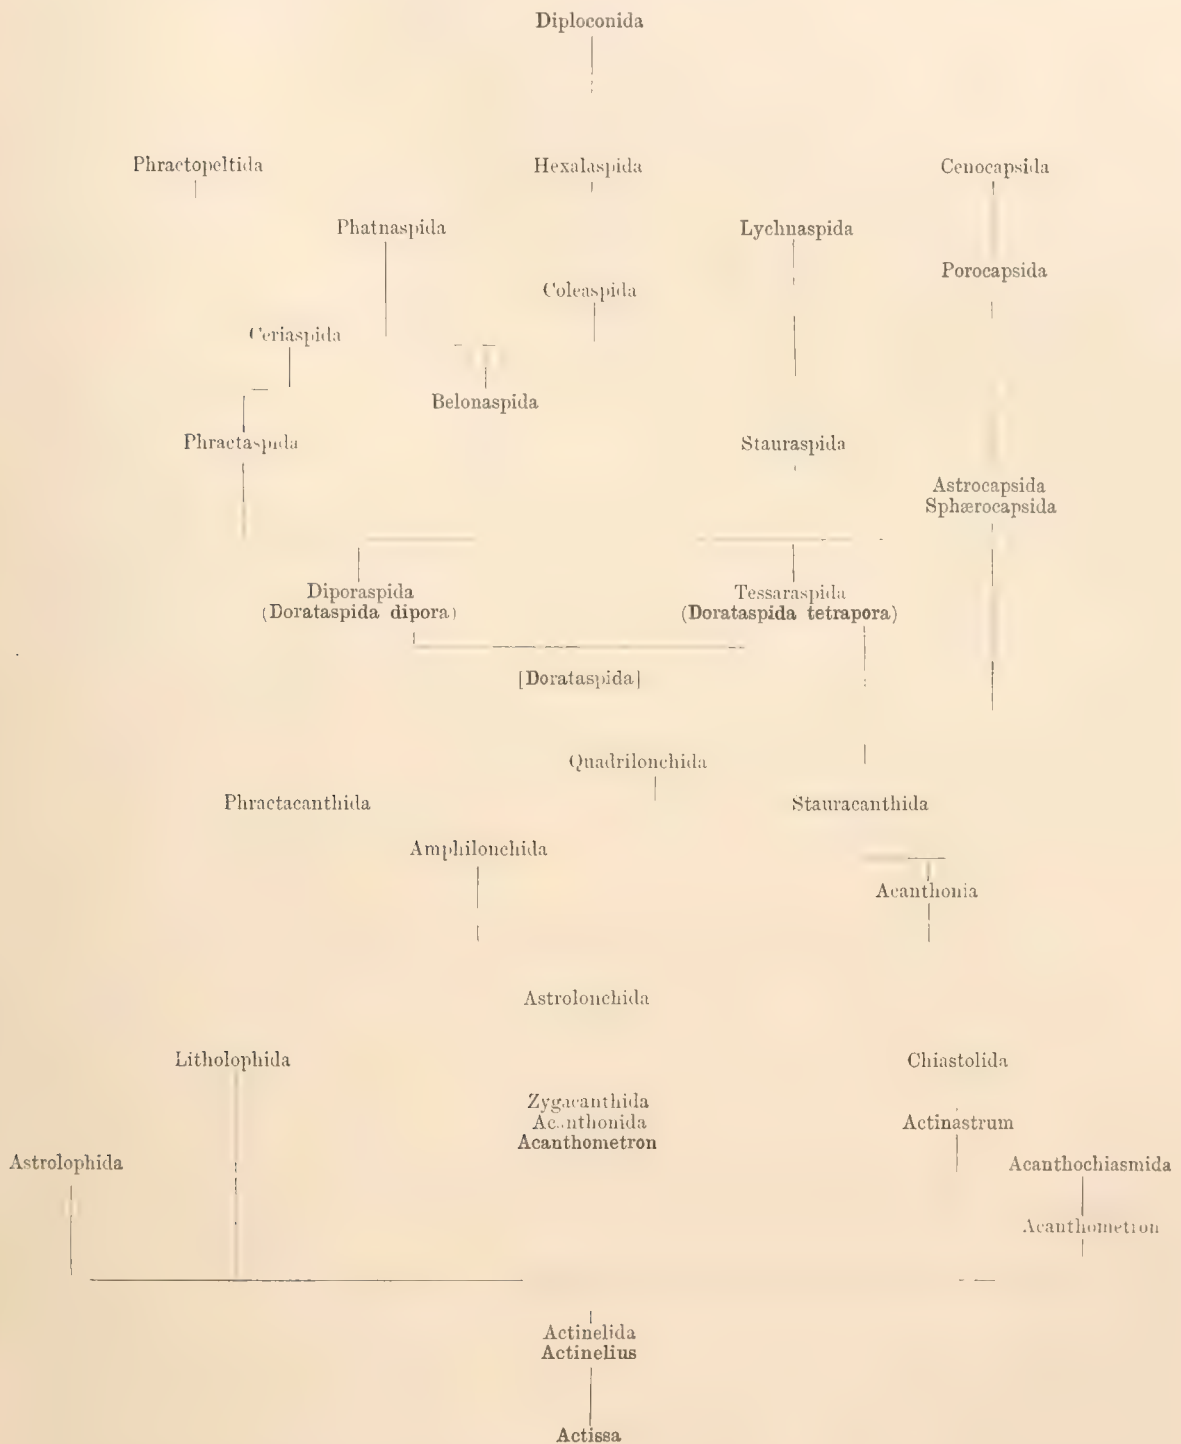 Diploconida
Phractopeltida
Hexalaspida
Cenocapsida
Phatnaspida
Lychnaspida
Porocapsida
Coleaspida
Ceriaspida
Belonaspida
Phractaspida
Stauraspida
Astrocapsida
Sphærocapsida
Diporaspida
(Dorataspida dipora)
Tessaraspida
(Dorataspida tetrapora)
[Dorataspida]
Quadrilonchida
Phractacanthida
Stauracanthida
Amphilonchida
Acanthonia
Astrolonchida
Litholophida
Chiastolida
Zygacanthida
Acanthonida
Acanthometron
Actinastrum
Astrolophida
Acanthochiasmida
Acanthometron
Actinelida
Actinelius
Actissa